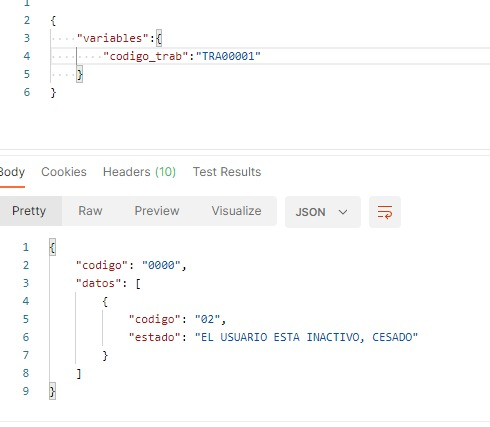 1
2 {
3 "variables":{
4 "codigo_trab":"TRA00001"
5 }
6 }
Body Cookies Headers (10) Test Results
Pretty Raw Preview Visualize JSON
1 {
2 "codigo": "0000",
3 "datos": [
4 {
5 "codigo": "02",
6 "estado": "EL USUARIO ESTA INACTIVO, CESADO"
7 }
8 ]
9 }